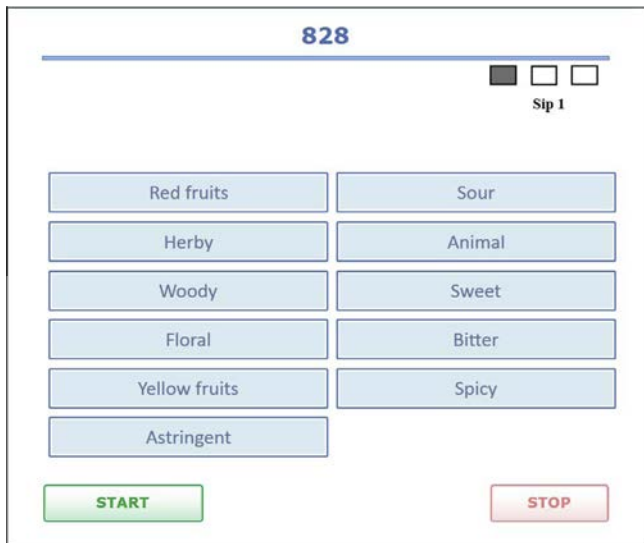 828
Sip 1
Red fruits
Sour
Herby
Animal
Woody
Sweet
Floral
Bitter
Yellow fruits
Spicy
Astringent
START
STOP